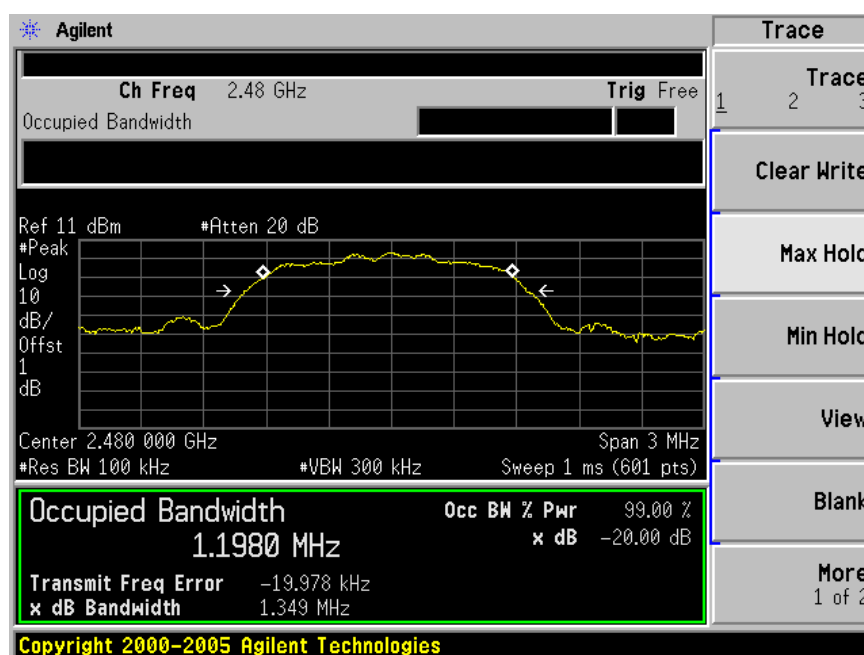 Agilent
Trace
Ch Freq 2.48 GHz Trig Free
Occupied Bandwidth
Trace
1 2 3
Clear Write
Max Hold
Min Hold
View
Blank
More
1 of 2
Ref 11 dBm #Atten 20 dB
#Peak
Log
10
dB/
Offst
1
dB
Center 2.480 000 GHz Span 3 MHz
#Res BW 100 kHz #VBW 300 kHz Sweep 1 ms (601 pts)
Occupied Bandwidth
1.1980 MHz
Occ BW % Pwr 99.00 %
x dB -20.00 dB
Transmit Freq Error -19.978 kHz
x dB Bandwidth 1.349 MHz
Copyright 2000-2005 Agilent Technologies